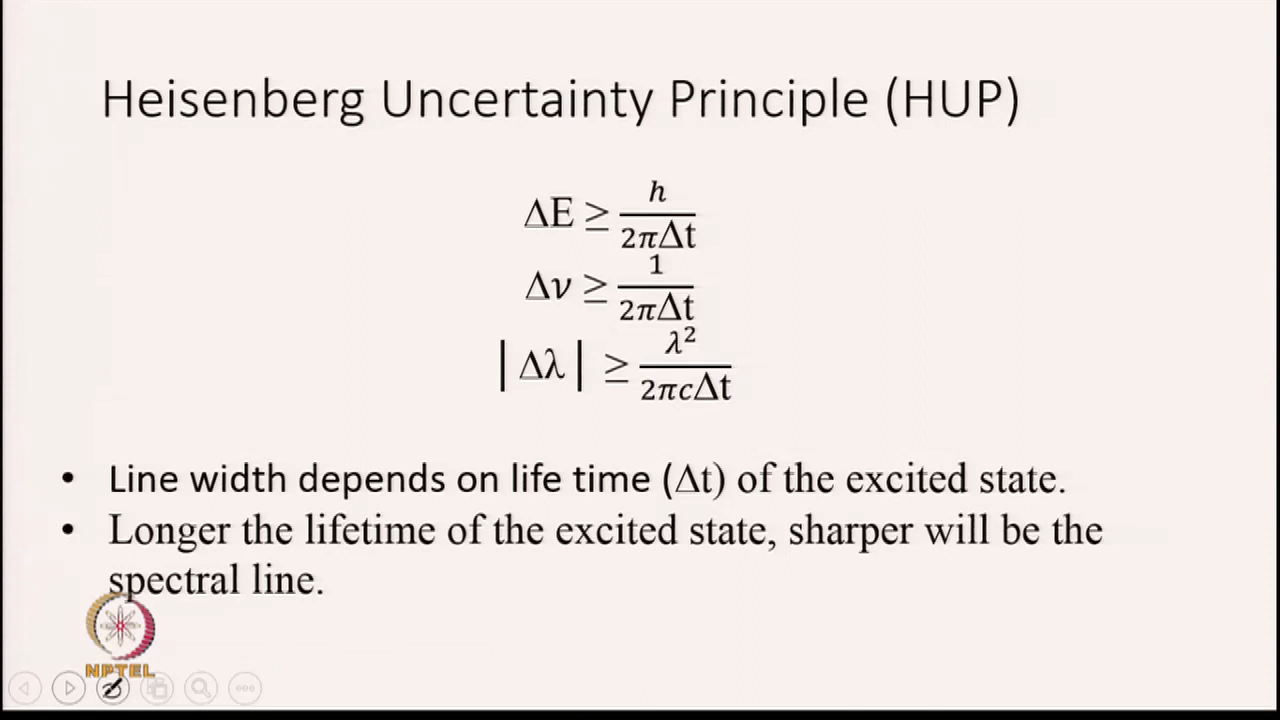 Heisenberg Uncertainty Principle (HUP)
ΔE ≥ h / 2πΔt
Δν ≥ 1 / 2πΔt
|Δλ| ≥ λ² / 2πcΔt
• Line width depends on life time (Δt) of the excited state.
• Longer the lifetime of the excited state, sharper will be the
spectral line.
NPTEL